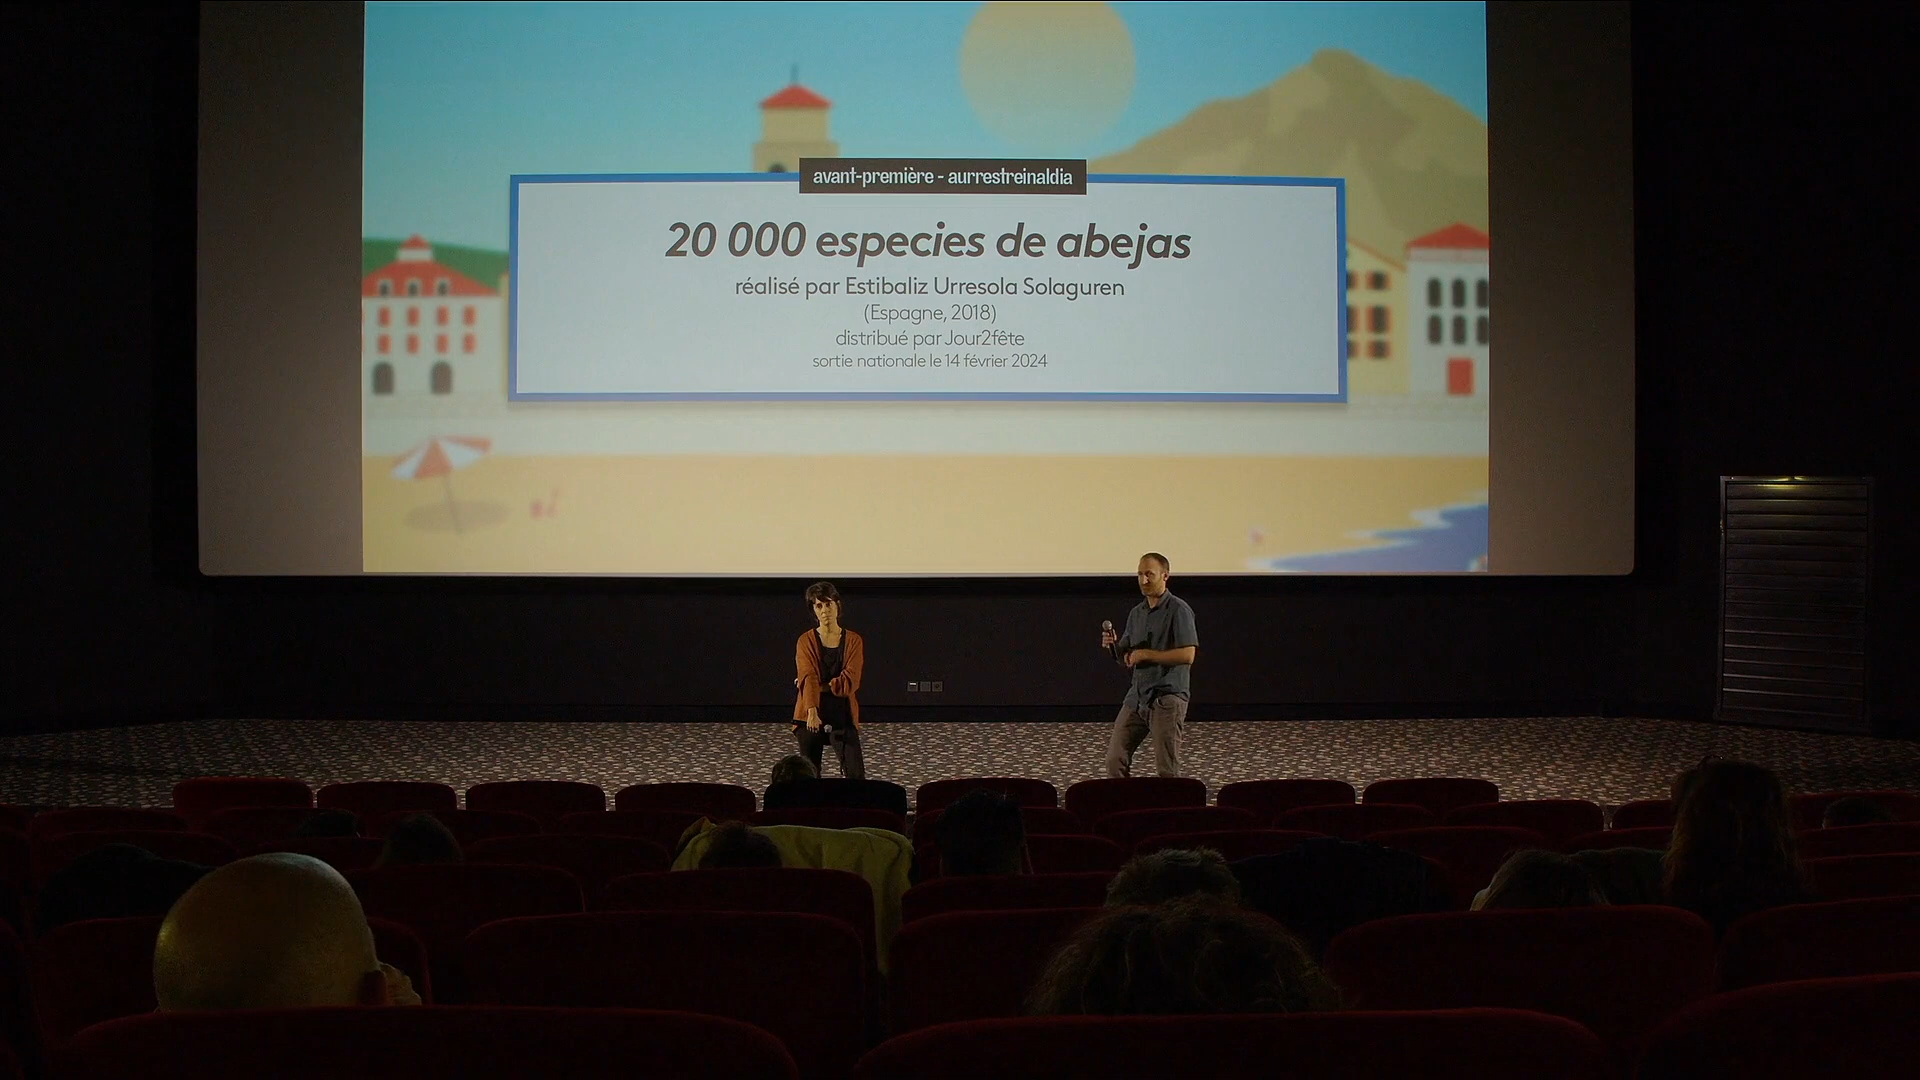 avant-première - aurrestreinaldia
20 000 especies de abejas
réalisé par Estibaliz Urresola Solaguren
(Espagne, 2018)
distribué par Jour2fête
sortie nationale le 14 février 2024